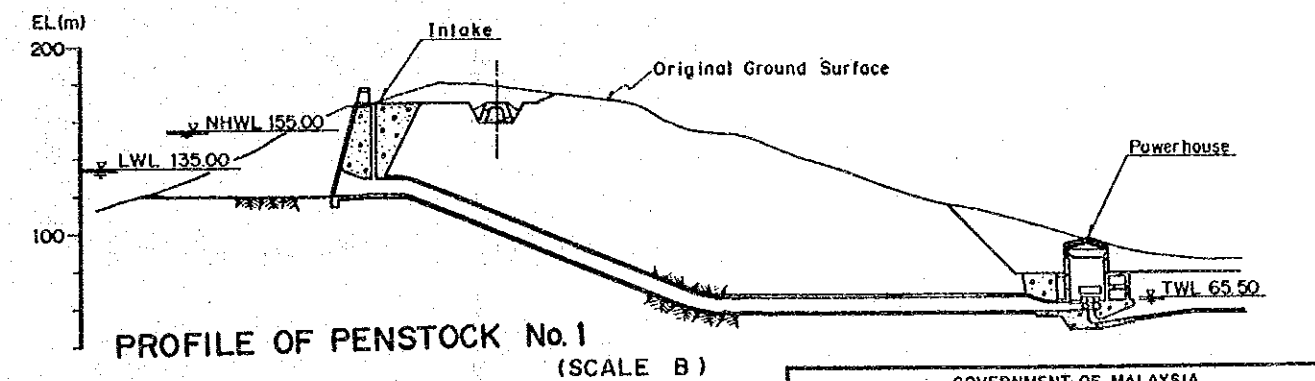 EL.(m)
200
Intake
Original Ground Surface
NHWL 155.00
Powerhouse
LWL 135.00
100
TWL 65.50
PROFILE OF PENSTOCK No. 1
(SCALE B)
GOVERNMENT OF MALAYSIA